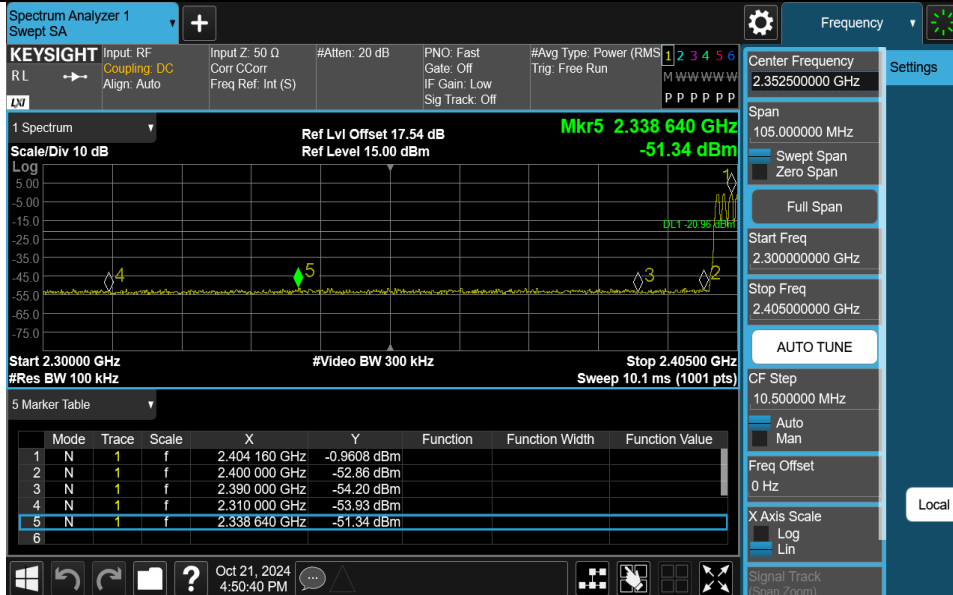 Spectrum Analyzer 1
Swept SA
Frequency
KEYSIGHT
R L
LXI
Input: RF
Coupling: DC
Align: Auto
Input Z: 50 Ω
Corr CCorr
Freq Ref: Int (S)
#Atten: 20 dB
PNO: Fast
Gate: Off
IF Gain: Low
Sig Track: Off
#Avg Type: Power (RMS
Trig: Free Run
1 2 3 4 5 6
M W W W W W
P P P P P P
Center Frequency
2.352500000 GHz
Settings
Span
105.000000 MHz
Swept Span
Zero Span
Full Span
Start Freq
2.300000000 GHz
Stop Freq
2.405000000 GHz
AUTO TUNE
CF Step
10.500000 MHz
Auto
Man
Freq Offset
0 Hz
Local
X Axis Scale
Log
Lin
Signal Track
(Span Zoom)
1 Spectrum
Scale/Div 10 dB
Ref Lvl Offset 17.54 dB
Ref Level 15.00 dBm
Mkr5 2.338 640 GHz
-51.34 dBm
Log
5.00
-5.00
-15.0
-25.0
-35.0
-45.0
-55.0
-65.0
-75.0
1
DL1 -20.96 dBm
4
5
3
2
Start 2.30000 GHz
#Video BW 300 kHz
Stop 2.40500 GHz
#Res BW 100 kHz
Sweep 10.1 ms (1001 pts)
5 Marker Table
Mode Trace Scale X Y Function Function Width Function Value
1 N 1 f 2.404 160 GHz -0.9608 dBm
2 N 1 f 2.400 000 GHz -52.86 dBm
3 N 1 f 2.390 000 GHz -54.20 dBm
4 N 1 f 2.310 000 GHz -53.93 dBm
5 N 1 f 2.338 640 GHz -51.34 dBm
6
Oct 21, 2024
4:50:40 PM